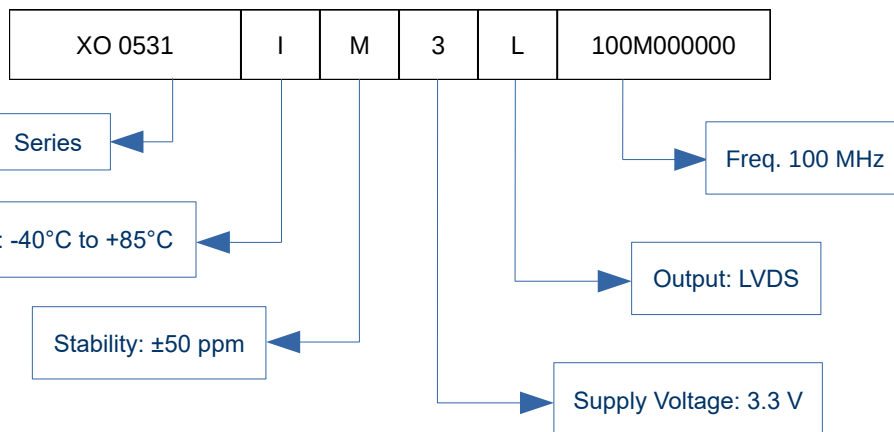 XO 0531 I M 3 L 100M000000
Series
Freq. 100 MHz
: -40°C to +85°C
Output: LVDS
Stability: ±50 ppm
Supply Voltage: 3.3 V